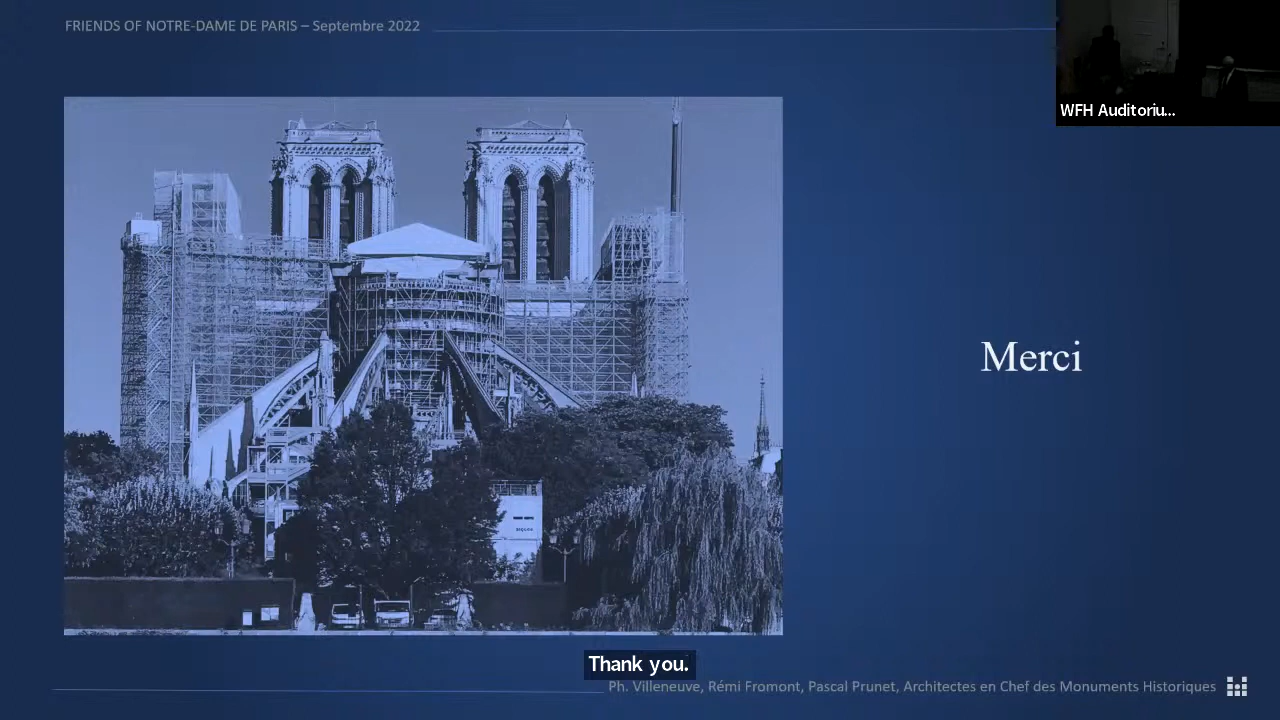 FRIENDS OF NOTRE-DAME DE PARIS – Septembre 2022
WFH Auditoriu...
Merci
Thank you.
Ph. Villeneuve, Rémi Fromont, Pascal Prunet, Architectes en Chef des Monuments Historiques